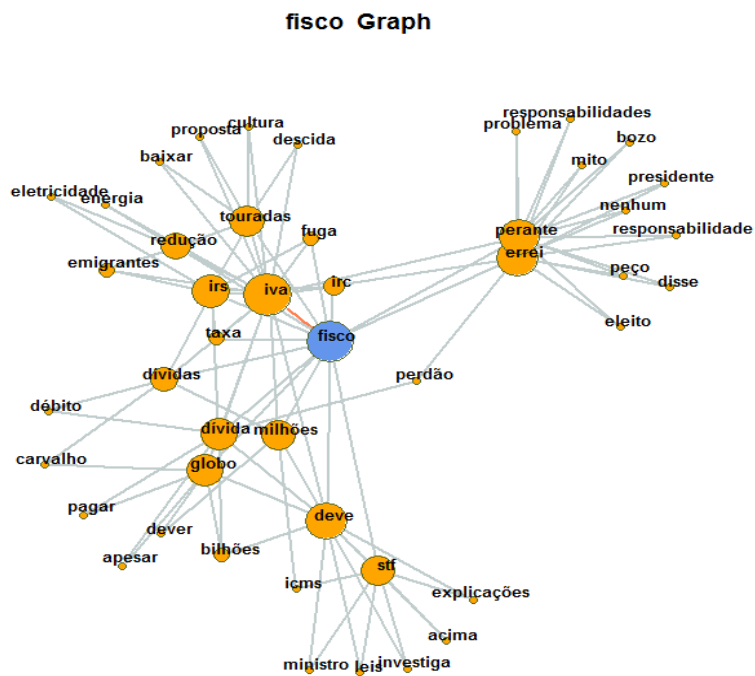 fisco Graph
cultura
responsabilidades
proposta
problema
descida
bozo
baixar
mito
eletricidade
energia
presidente
touradas
nenhum
redução
fuga
perante
responsabilidade
emigrantes
errei
irs
iva
irc
peço
disse
taxa
fisco
eleito
dívidas
perdão
débito
dívida
milhões
carvalho
globo
pagar
deve
dever
apesar
bilhões
stf
icms
explicações
acima
ministro
leis
investiga